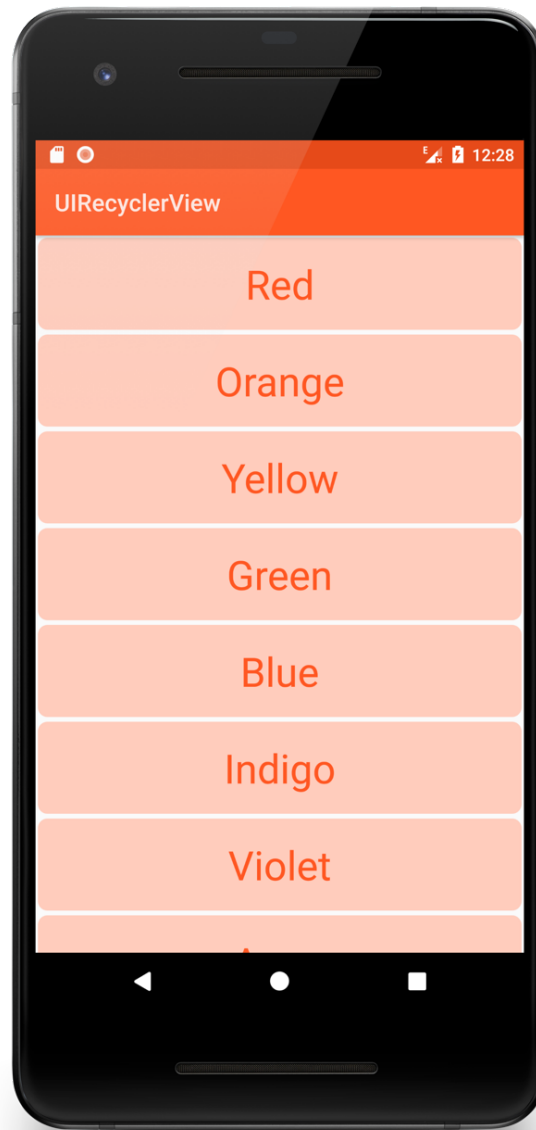 E 12:28
UIRecyclerView
Red
Orange
Yellow
Green
Blue
Indigo
Violet